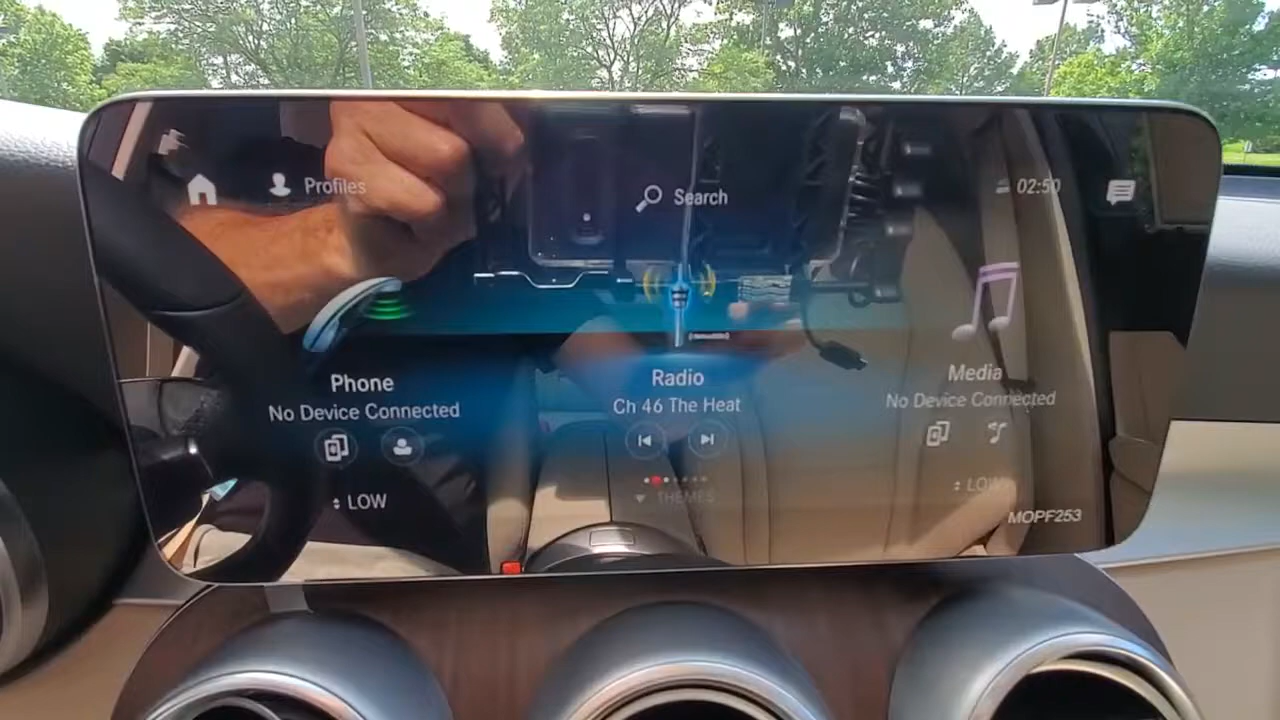 Profiles
Search
02:50
Phone
No Device Connected
LOW
Radio
Ch 46 The Heat
THEMES
Media
No Device Connected
LOW
MOPF253